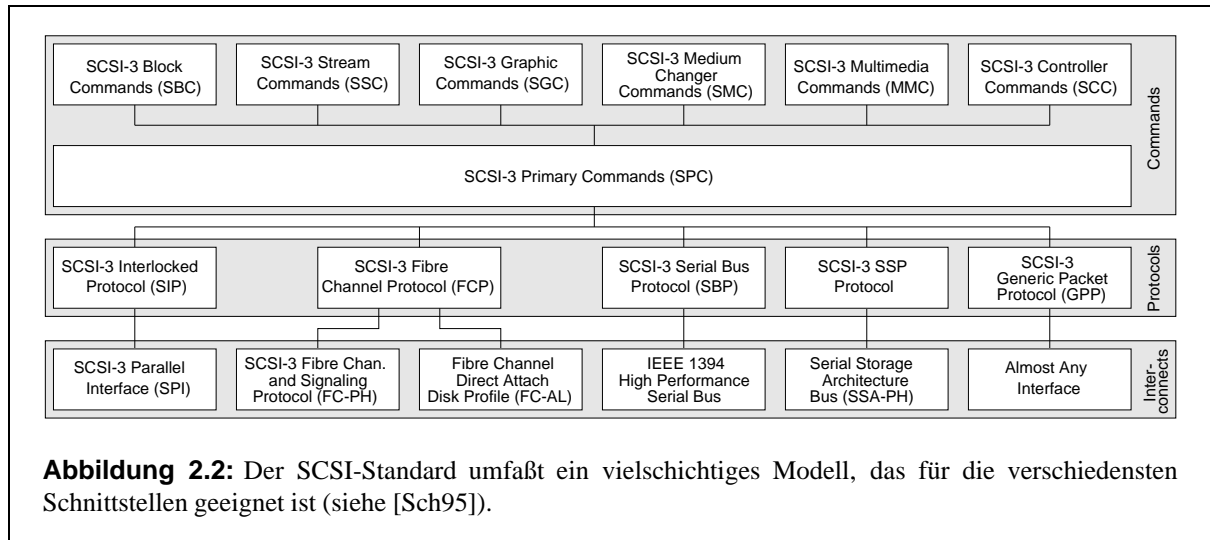 SCSI-3 Block
Commands (SBC)
SCSI-3 Stream
Commands (SSC)
SCSI-3 Graphic
Commands (SGC)
SCSI-3 Medium
Changer
Commands (SMC)
SCSI-3 Multimedia
Commands (MMC)
SCSI-3 Controller
Commands (SCC)
Commands
SCSI-3 Primary Commands (SPC)
SCSI-3 Interlocked
Protocol (SIP)
SCSI-3 Fibre
Channel Protocol (FCP)
SCSI-3 Serial Bus
Protocol (SBP)
SCSI-3 SSP
Protocol
SCSI-3
Generic Packet
Protocol (GPP)
Protocols
SCSI-3 Parallel
Interface (SPI)
SCSI-3 Fibre Chan.
and Signaling
Protocol (FC-PH)
Fibre Channel
Direct Attach
Disk Profile (FC-AL)
IEEE 1394
High Performance
Serial Bus
Serial Storage
Architecture
Bus (SSA-PH)
Almost Any
Interface
Inter-
connects
Abbildung 2.2: Der SCSI-Standard umfaßt ein vielschichtiges Modell, das für die verschiedensten
Schnittstellen geeignet ist (siehe [Sch95]).